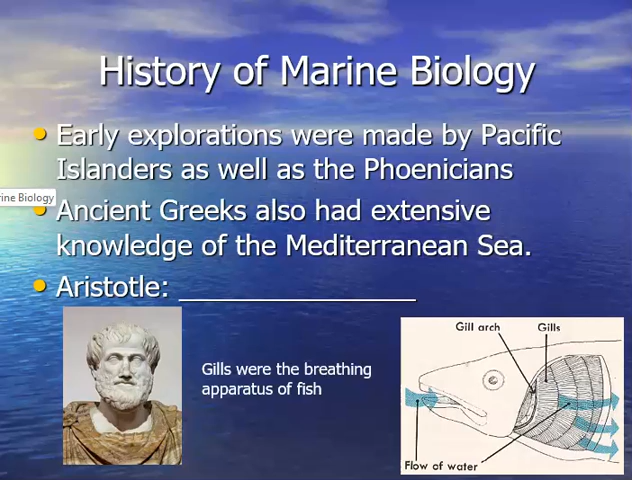 History of Marine Biology
• Early explorations were made by Pacific
Islanders as well as the Phoenicians
rine Biology
• Ancient Greeks also had extensive
knowledge of the Mediterranean Sea.
• Aristotle: ________________
Gills were the breathing
apparatus of fish
Gill arch
Gills
Flow of water